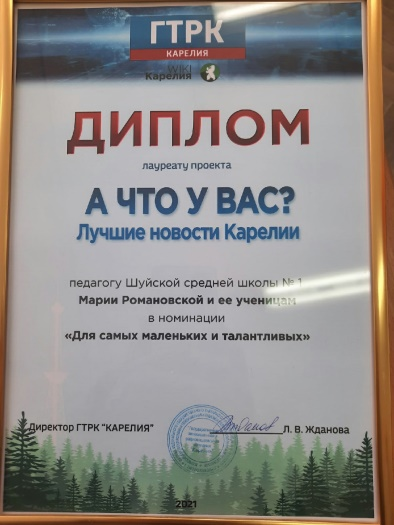 ГТРК
КАРЕЛИЯ
WIKI
Карелия
ДИПЛОМ
лауреату проекта
А ЧТО У ВАС?
Лучшие новости Карелии
педагогу Шуйской средней школы № 1
Марии Романовской и ее ученицам
в номинации
«Для самых маленьких и талантливых»
Директор ГТРК "КАРЕЛИЯ" Л. В. Жданова
2021